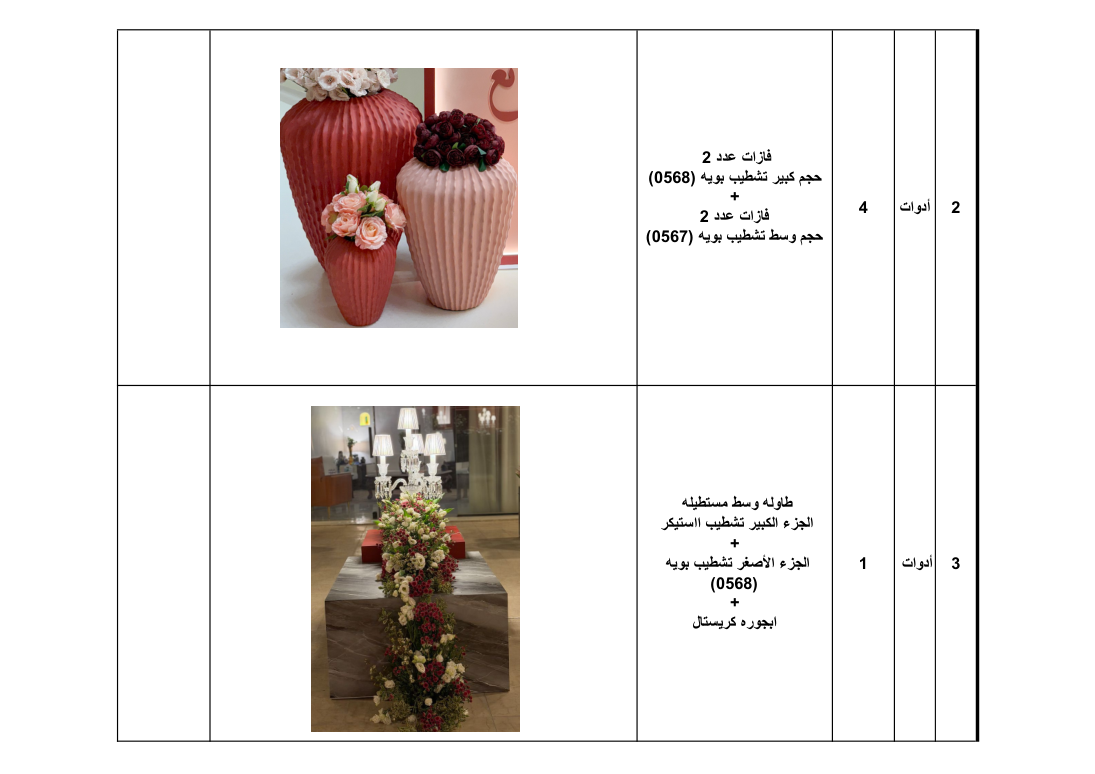 2
أدوات
4
فازات عدد 2
حجم كبير تشطيب بويه (0568)
+
فازات عدد 2
حجم وسط تشطيب بويه (0567)
3
أدوات
1
طاوله وسط مستطيله
الجزء الكبير تشطيب ااستيكر
+
الجزء الأصغر تشطيب بويه
(0568)
+
ابجوره كريستال